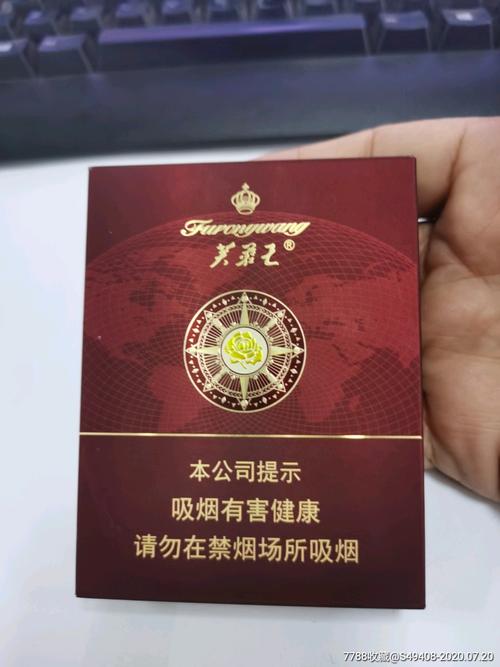 Furongwang
芙蓉王®
本公司提示
吸烟有害健康
请勿在禁烟场所吸烟
7788收藏@S49408-2020.07.20